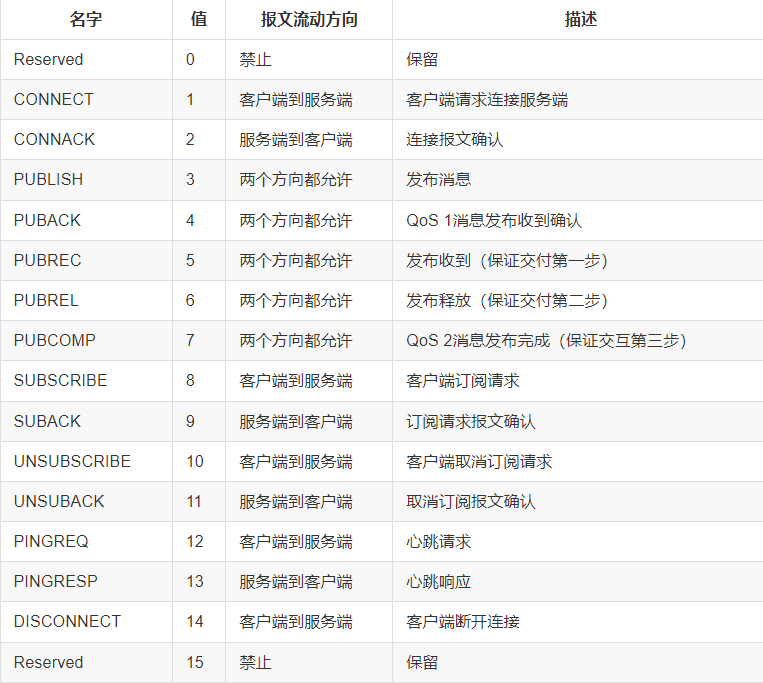 名字 值 报文流动方向 描述
Reserved 0 禁止 保留
CONNECT 1 客户端到服务端 客户端请求连接服务端
CONNACK 2 服务端到客户端 连接报文确认
PUBLISH 3 两个方向都允许 发布消息
PUBACK 4 两个方向都允许 QoS 1消息发布收到确认
PUBREC 5 两个方向都允许 发布收到（保证交付第一步）
PUBREL 6 两个方向都允许 发布释放（保证交付第二步）
PUBCOMP 7 两个方向都允许 QoS 2消息发布完成（保证交互第三步）
SUBSCRIBE 8 客户端到服务端 客户端订阅请求
SUBACK 9 服务端到客户端 订阅请求报文确认
UNSUBSCRIBE 10 客户端到服务端 客户端取消订阅请求
UNSUBACK 11 服务端到客户端 取消订阅报文确认
PINGREQ 12 客户端到服务端 心跳请求
PINGRESP 13 服务端到客户端 心跳响应
DISCONNECT 14 客户端到服务端 客户端断开连接
Reserved 15 禁止 保留